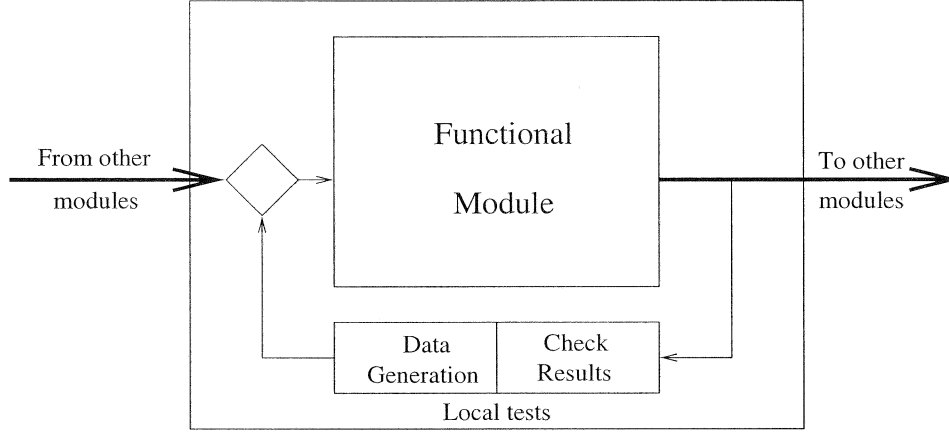 Functional
Module
From other
modules
To other
modules
Data
Generation
Check
Results
Local tests